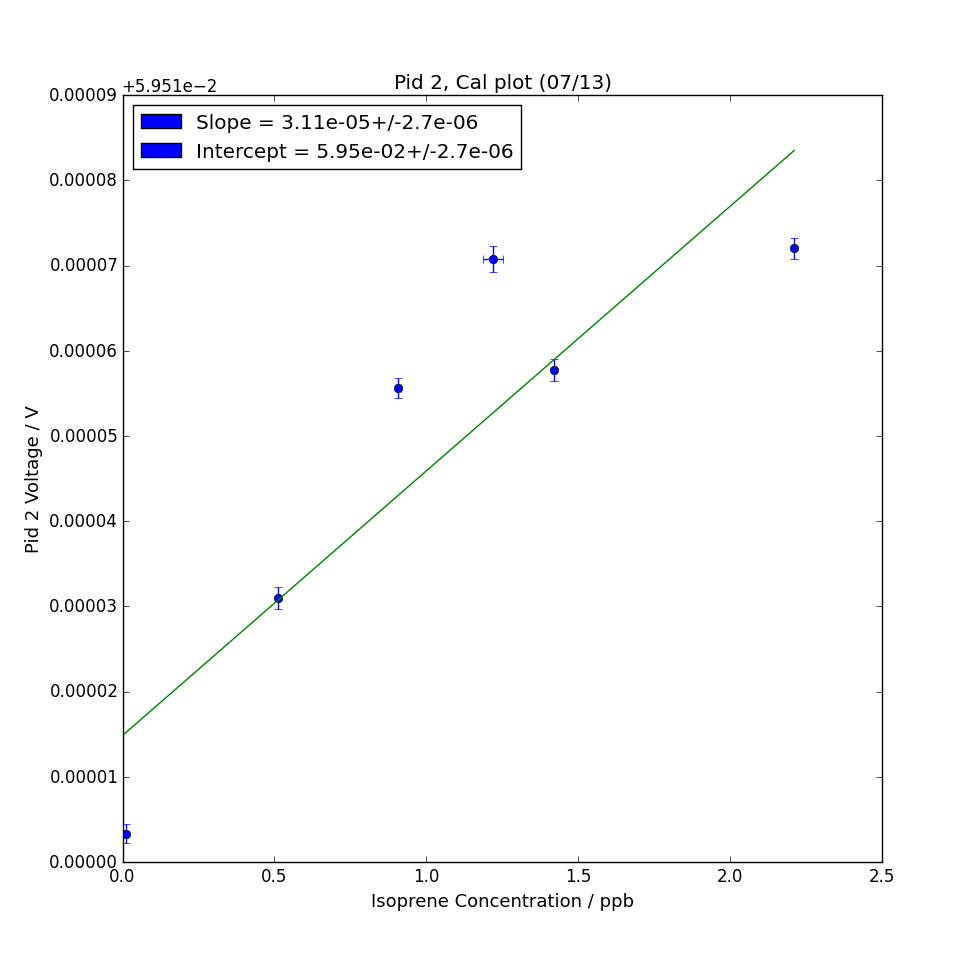 Pid 2, Cal plot (07/13)
+5.951e−2
Slope = 3.11e-05+/-2.7e-06
Intercept = 5.95e-02+/-2.7e-06
0.00009
0.00008
0.00007
0.00006
0.00005
0.00004
0.00003
0.00002
0.00001
0.00000
Pid 2 Voltage / V
0.0 0.5 1.0 1.5 2.0 2.5
Isoprene Concentration / ppb